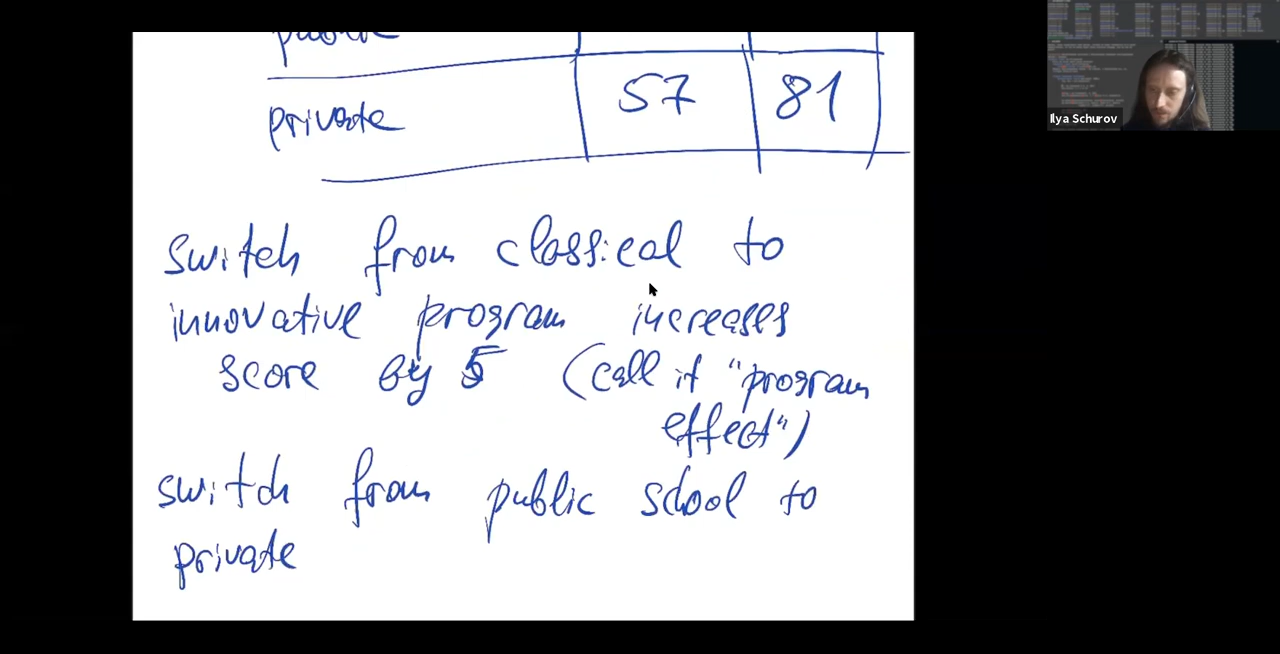 public
private 57 81
switch from classical to
innovative program increases
score by 5 (call it "program
effect")
switch from public school to
private
Ilya Schurov